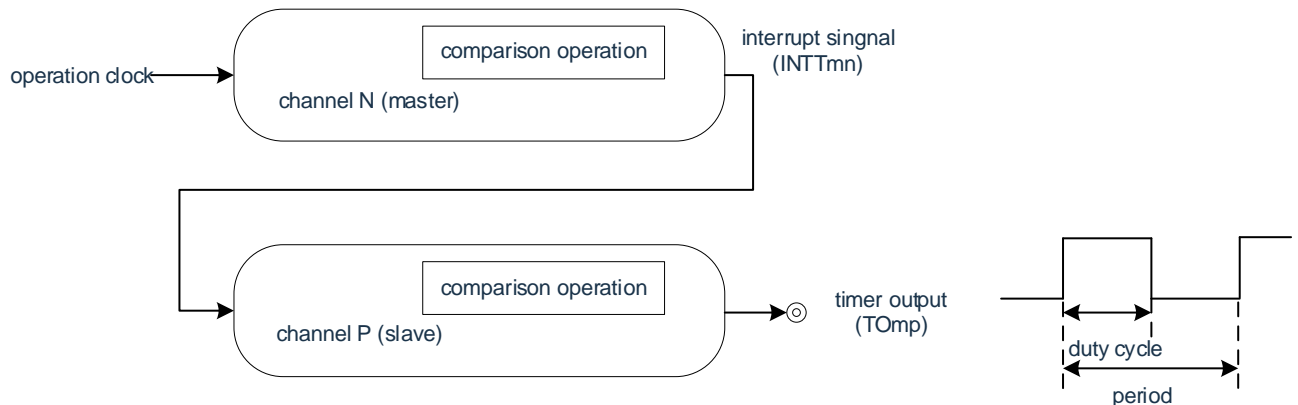 comparison operation
interrupt singnal
(INTTmn)
operation clock
channel N (master)
comparison operation
timer output
(TOmp)
channel P (slave)
duty cycle
period